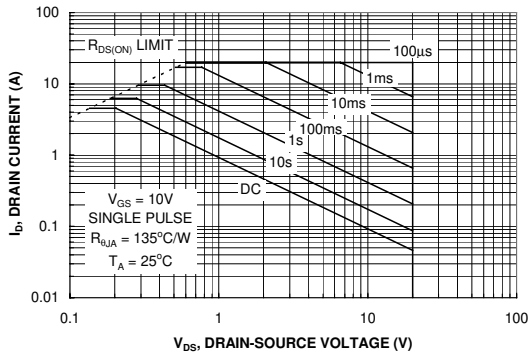 100
R_DS(ON) LIMIT
100µs
10
1ms
10ms
100ms
1s
1
10s
DC
0.1
V_GS = 10V
SINGLE PULSE
R_θJA = 135°C/W
T_A = 25°C
0.01
0.1
1
10
100
I_D, DRAIN CURRENT (A)
V_DS, DRAIN-SOURCE VOLTAGE (V)